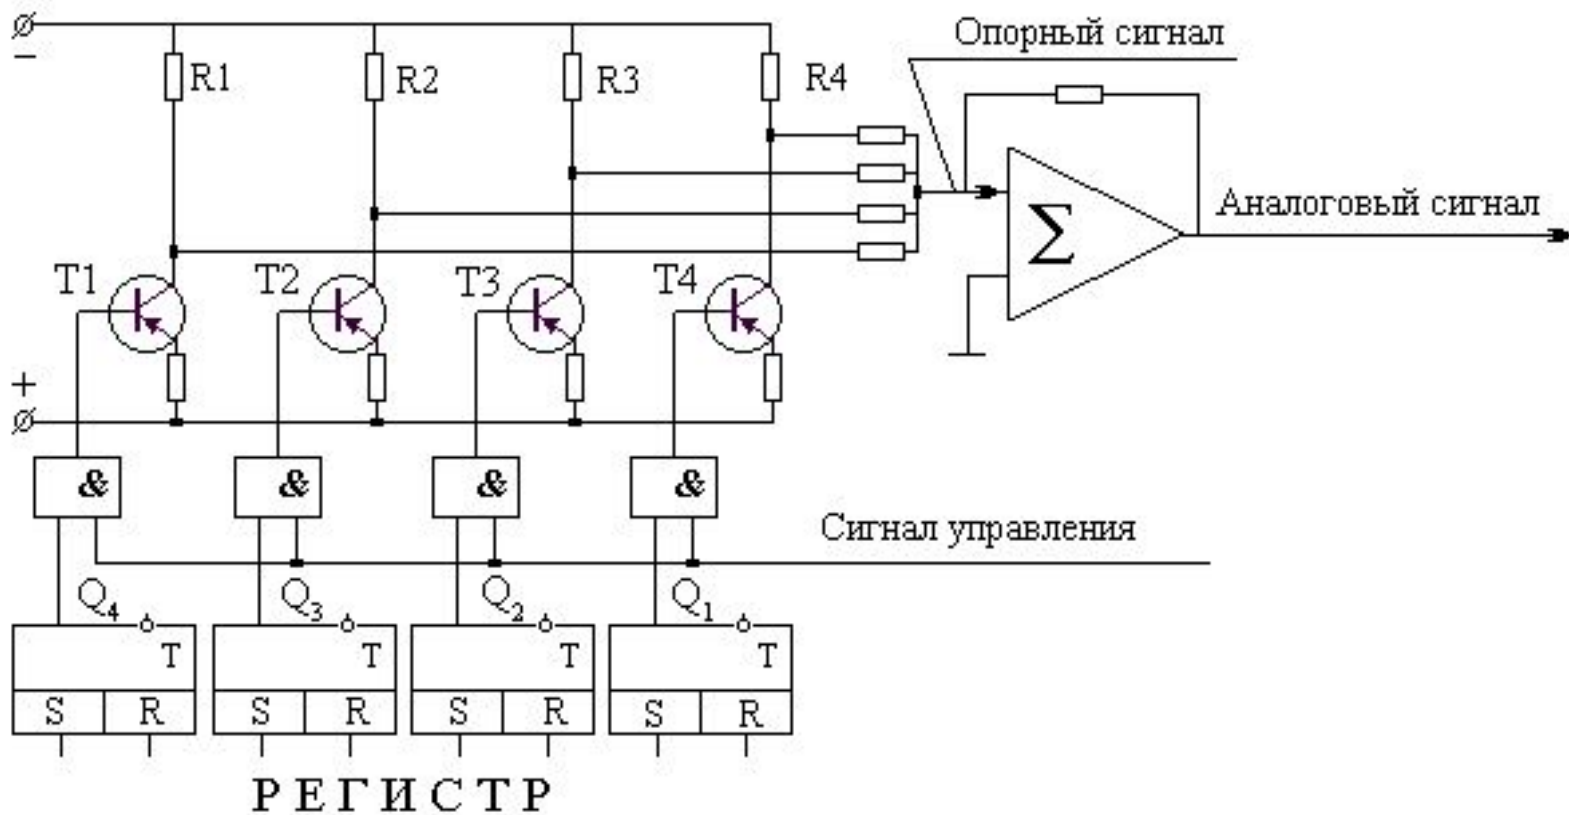 Опорный сигнал
−
R1 R2 R3 R4
Σ
Аналоговый сигнал
T1 T2 T3 T4
+
& & & &
Сигнал управления
Q4 Q3 Q2 Q1
T T T T
S R S R S R S R
РЕГИСТР